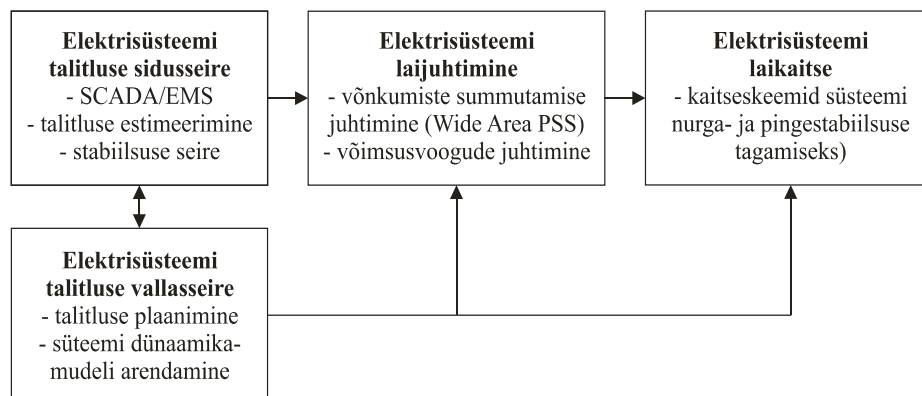 Elektrisüsteemi
talitluse sidusseire
- SCADA/EMS
- talitluse estimeerimine
- stabiilsuse seire
Elektrisüsteemi
laijuhtimine
- võnkumiste summutamise
juhtimine (Wide Area PSS)
- võimsusvoogude juhtimine
Elektrisüsteemi
laikaitse
- kaitseskeemid süsteemi
nurga- ja pingestabiilsuse
tagamiseks)
Elektrisüsteemi
talitluse vallasseire
- talitluse plaanimine
- süteemi dünaamika-
mudeli arendamine